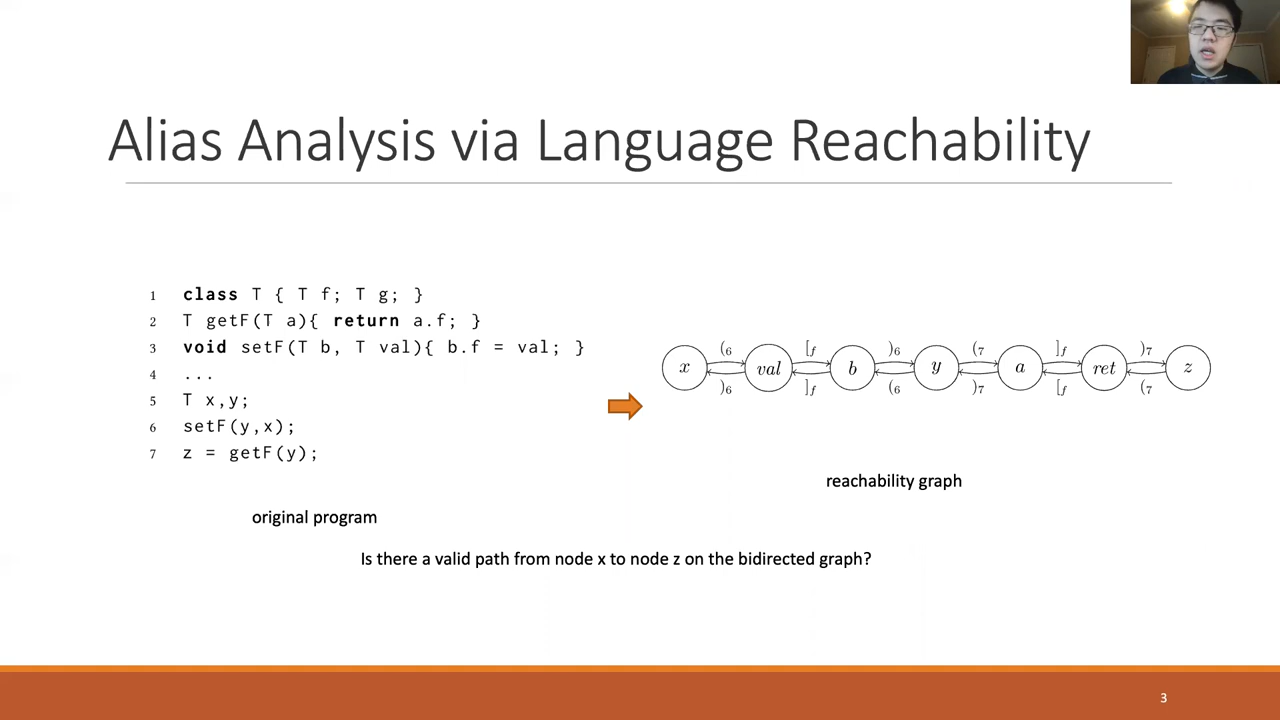 Alias Analysis via Language Reachability
1 class T { T f; T g; }
2 T getF(T a){ return a.f; }
3 void setF(T b, T val){ b.f = val; }
4 ...
5 T x,y;
6 setF(y,x);
7 z = getF(y);
original program
(6 [f )6 (7 ]f )7
x val b y a ret z
)6 ]f (6 )7 [f (7
reachability graph
Is there a valid path from node x to node z on the bidirected graph?
3